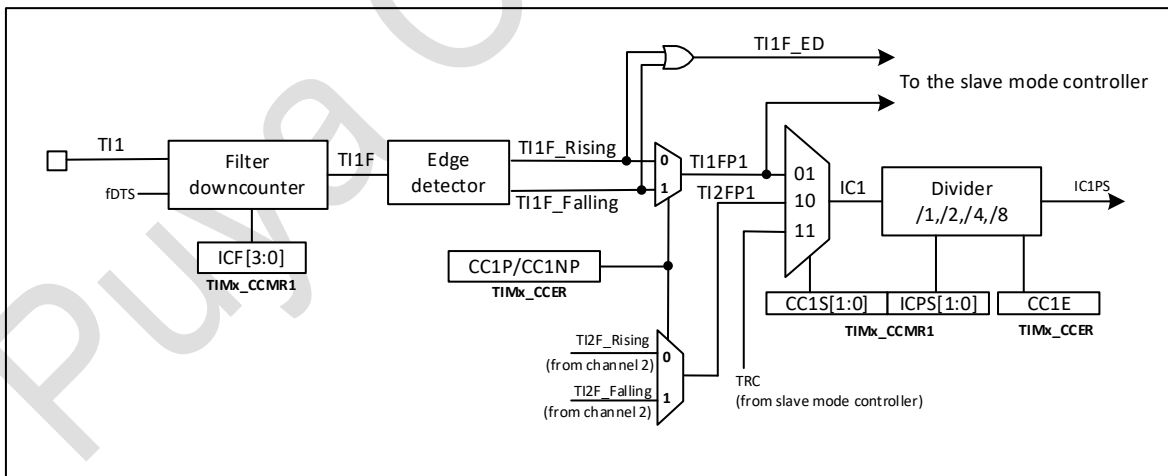 Puya C
TI1F_ED
To the slave mode controller
TI1
Filter
downcounter
fDTS
TI1F
Edge
detector
TI1F_Rising
TI1F_Falling
0
1
TI1FP1
TI2FP1
01
10
11
IC1
Divider
/1,/2,/4,/8
IC1PS
ICF[3:0]
TIMx_CCMR1
CC1P/CC1NP
TIMx_CCER
CC1S[1:0]
ICPS[1:0]
TIMx_CCMR1
CC1E
TIMx_CCER
TI2F_Rising
(from channel 2)
TI2F_Falling
(from channel 2)
0
1
TRC
(from slave mode controller)